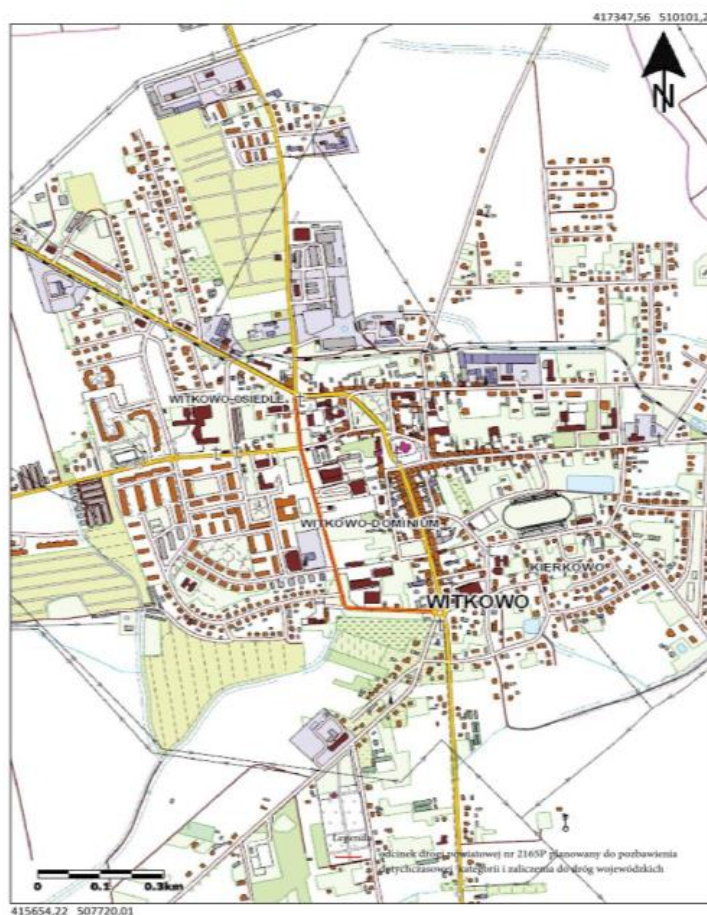 417347,56 510101,2
N
WITKOWO-OSIEDLE
WITKOWO-DOMINIUM
KIERKOWO
WITKOWO
Legenda
odcinek drogi powiatowej nr 2165P planowany do pozbawienia
dotychczasowej kategorii i zaliczenia do dróg wojewódzkich
0 0.1 0.3km
415654.22 507720.01